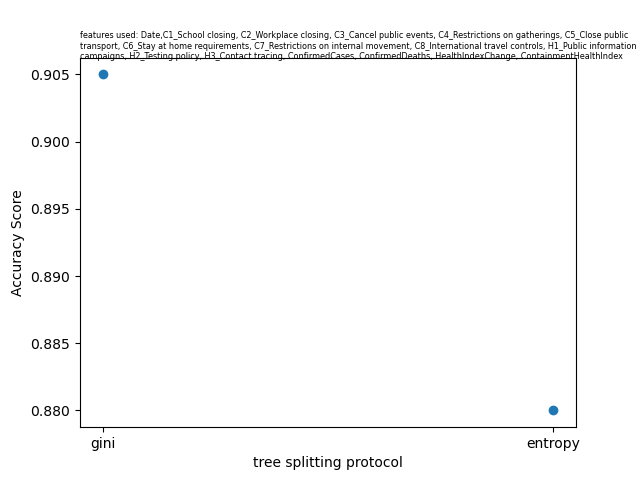 features used: Date,C1_School closing, C2_Workplace closing, C3_Cancel public events, C4_Restrictions on gatherings, C5_Close public
transport, C6_Stay at home requirements, C7_Restrictions on internal movement, C8_International travel controls, H1_Public information
campaigns, H2_Testing policy, H3_Contact tracing, ConfirmedCases, ConfirmedDeaths, HealthIndexChange, ContainmentHealthIndex
0.905
0.900
0.895
0.890
0.885
0.880
Accuracy Score
gini
entropy
tree splitting protocol